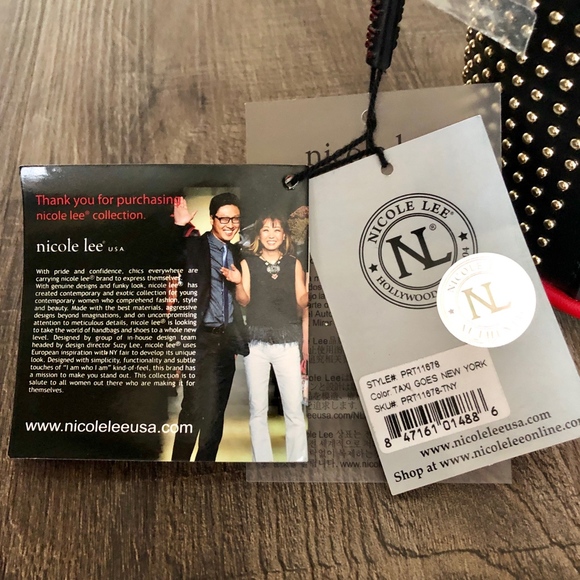 Thank you for purchasing
nicole lee® collection.
nicole lee® USA
With pride and confidence, chics everywhere are
carrying nicole lee® brand to express themselves.
With genuine designs and funky look, nicole lee® has
created contemporary and exotic collection for young
contemporary women who comprehend fashion, style
and beauty. Made with the best materials, aggressive
designs beyond imaginations, and on uncompromising
attention to meticulous details, nicole lee® is looking
to take the world of handbags and shoes to a whole new
level. Designed by group of in-house design team
headed by design director Suzy Lee, nicole lee® uses
European inspiration with NY fair to develop its unique
look. Designed with simplicity, functionality and subtle
touches of "I am who I am" kind-of-feel, this brand has
a mission to make you stand out. This collection is to
salute to all women out there who are making it for
themselves.
www.nicoleleeusa.com
nicole l
NICOLE LEE®
NL
HOLLYWOOD
NL
AUTHEN
STYLE# PRT11678
Color TAXI GOES NEW YORK
SKU# PRT11678-TNY
8 47161 01488 6
www.nicoleleeusa.com
Shop at www.nicoleleeonline.co